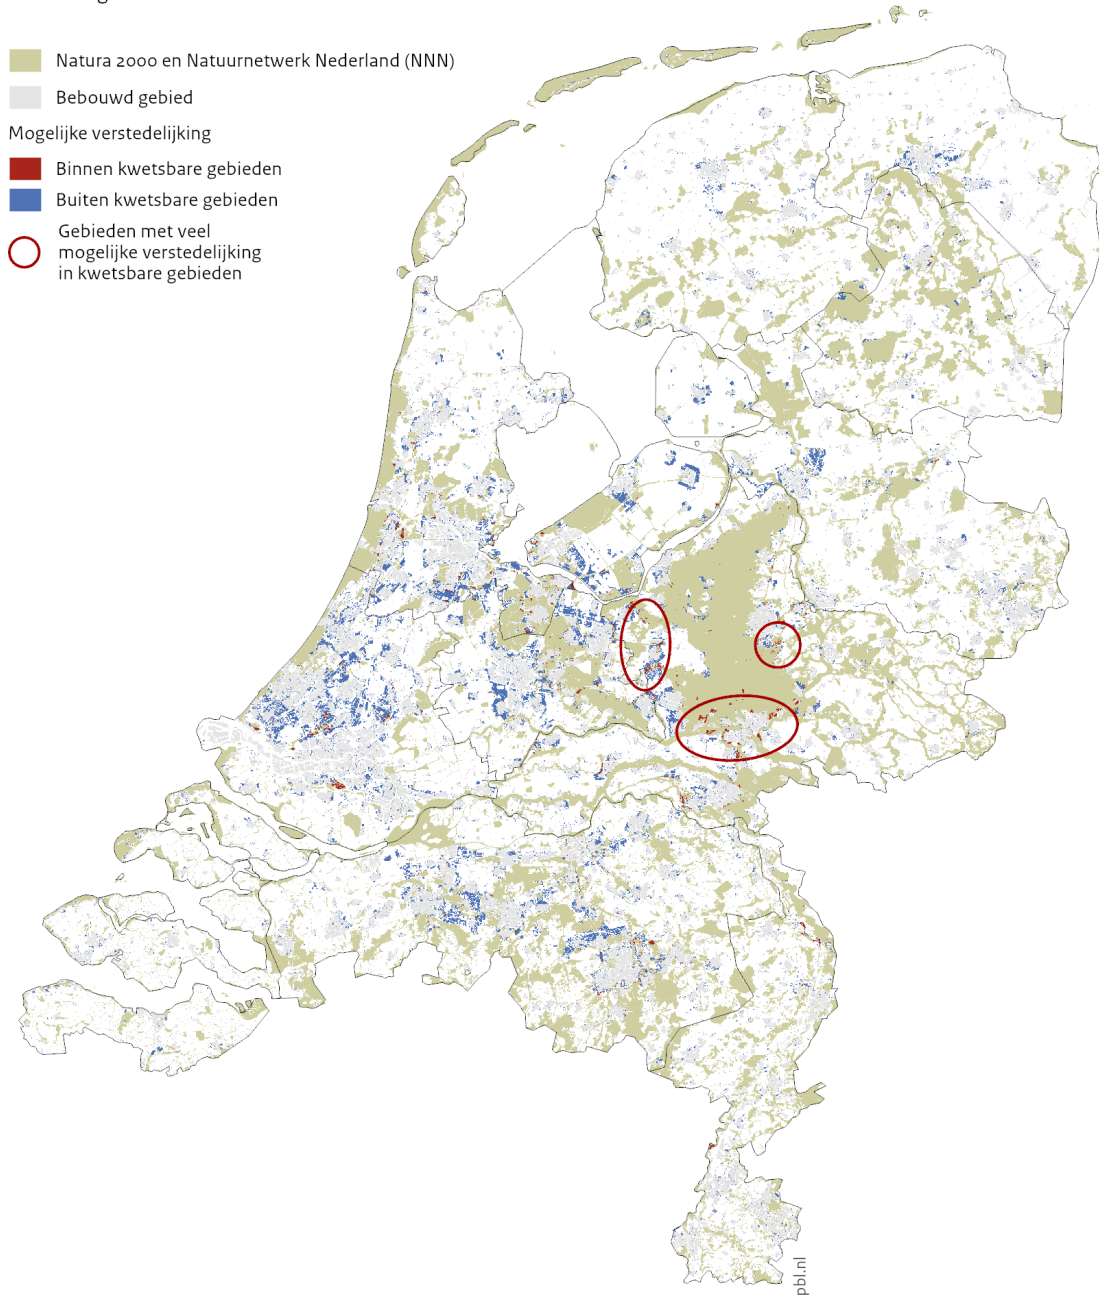 Natura 2000 en Natuurnetwerk Nederland (NNN)
Bebouwd gebied
Mogelijke verstedelijking
Binnen kwetsbare gebieden
Buiten kwetsbare gebieden
Gebieden met veel
mogelijke verstedelijking
in kwetsbare gebieden
pbl.nl